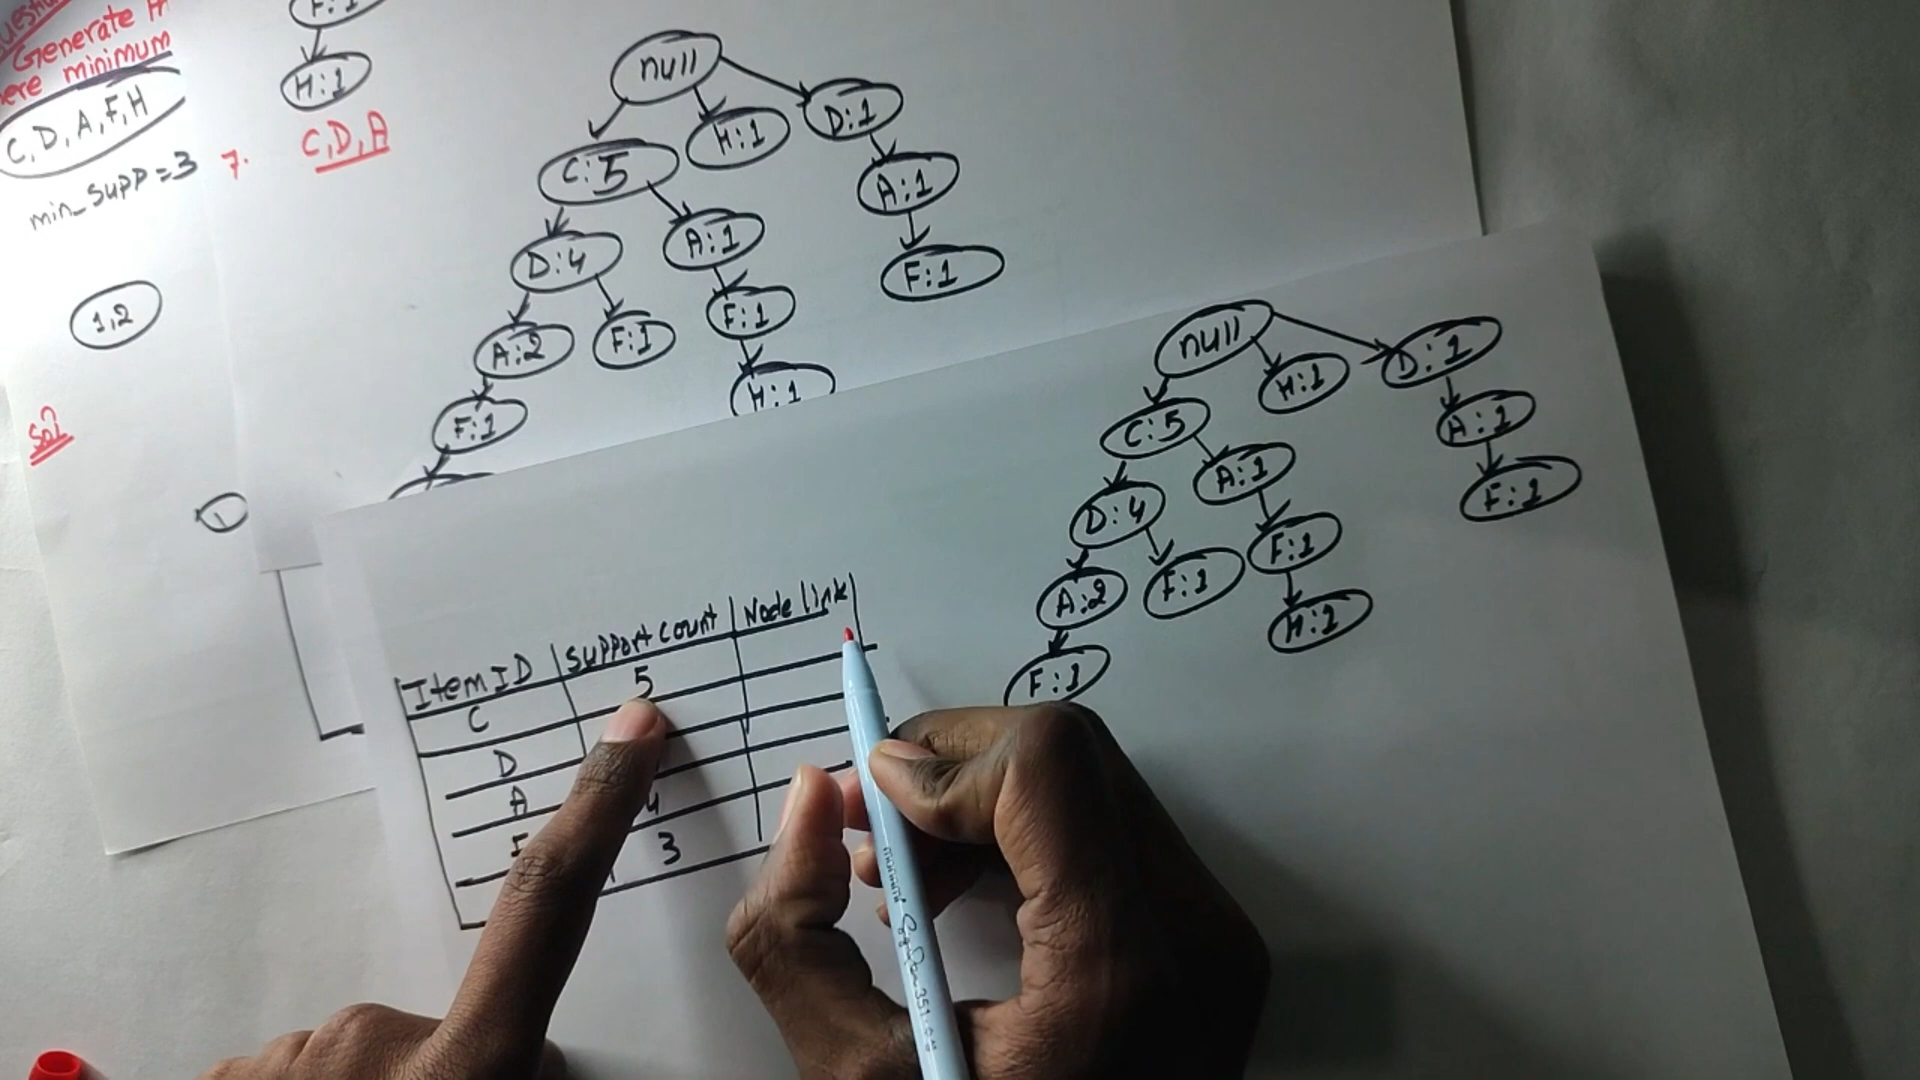 Generate
ere minimum
C, D, A, F, H
min_supp = 3
1,2
Sol
F:1
H:1
7. C,D,A
null
C:5
H:1
D:1
D:4
A:1
A:1
A:2
F:1
F:1
F:1
F:1
H:1
Item ID | support count | Node link
C 5
D
A 4
3
null
C:5
H:1
D:1
D:4
A:1
A:1
A:2
F:1
F:1
F:1
F:1
H:1